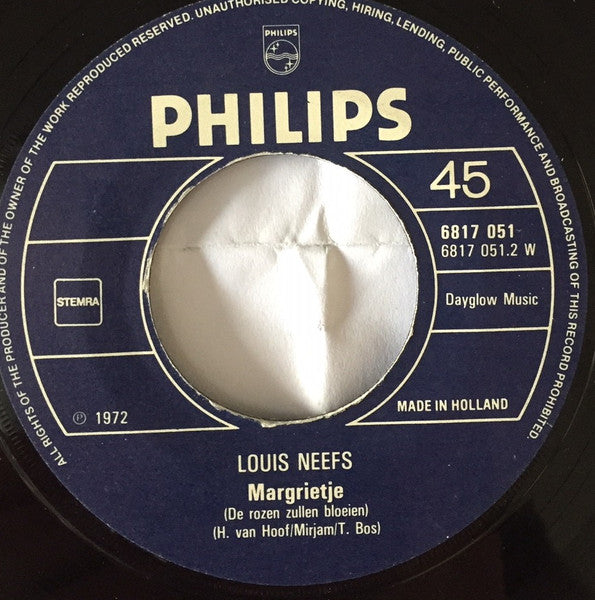 ALL RIGHTS OF THE PRODUCER AND OF THE OWNER OF THE WORK REPRODUCED RESERVED. UNAUTHORISED COPYING, HIRING, LENDING, PUBLIC PERFORMANCE AND BROADCASTING OF THIS RECORD PROHIBITED.
PHILIPS
PHILIPS
45
6817 051
6817 051.2 W
STEMRA
Dayglow Music
℗ 1972
MADE IN HOLLAND
LOUIS NEEFS
Margrietje
(De rozen zullen bloeien)
(H. van Hoof/Mirjam/T. Bos)